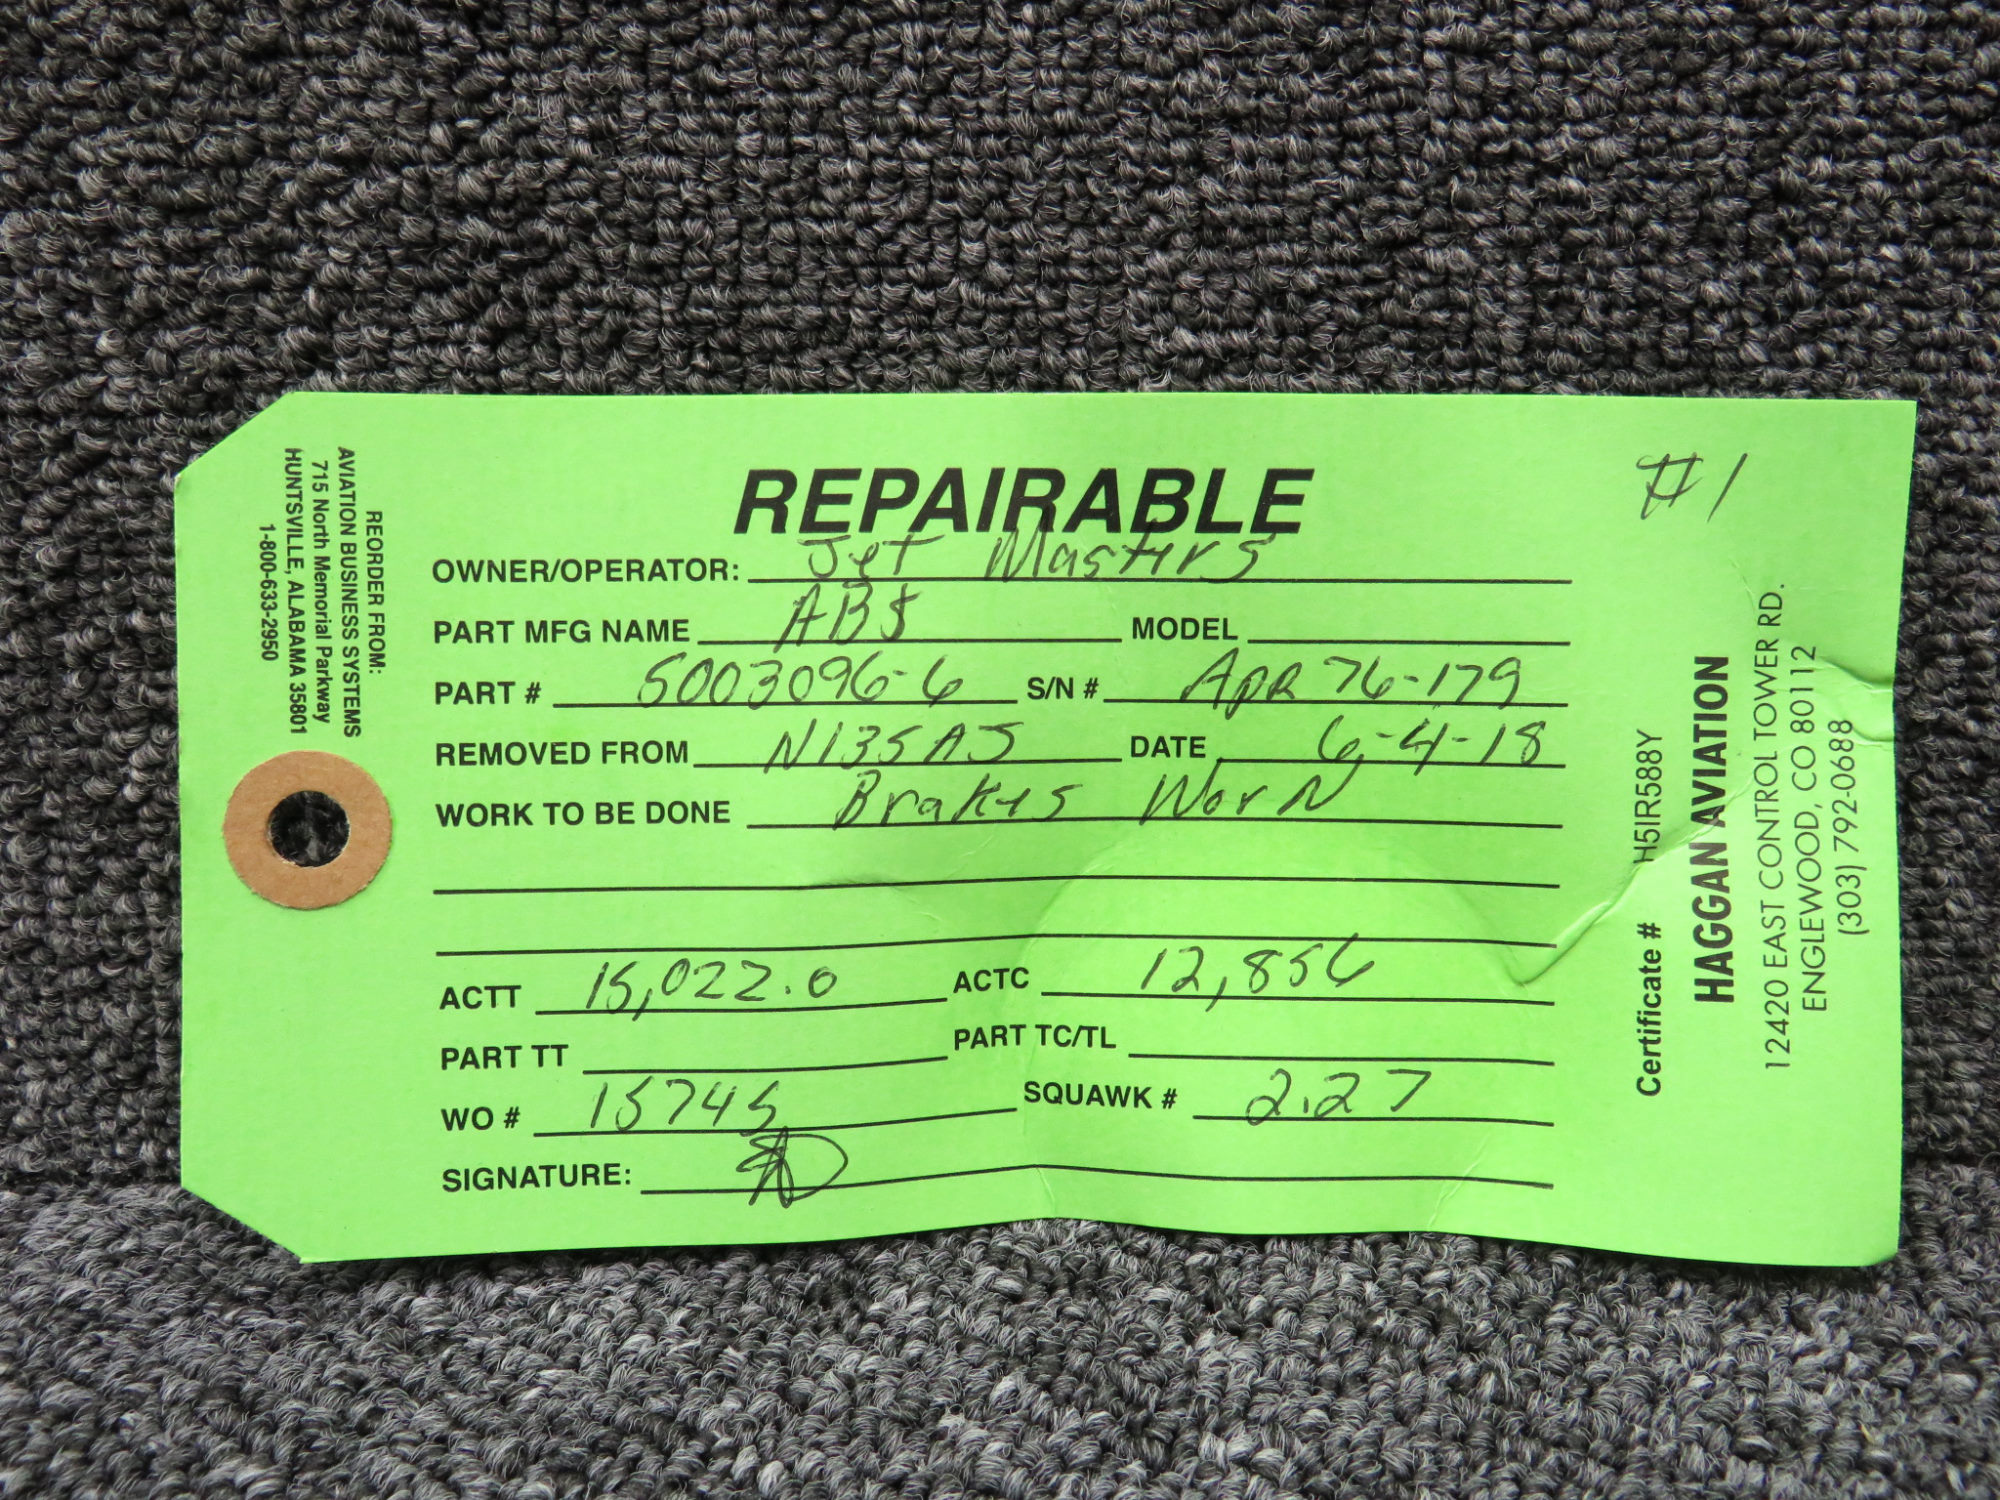 REPAIRABLE
#1
OWNER/OPERATOR: Jet Masters
PART MFG NAME ABS MODEL
PART # 5003096-6 S/N # Apr 76-179
REMOVED FROM N135AJ DATE 6-4-18
WORK TO BE DONE Brakes Worn
ACTT 15,022.0 ACTC 12,856
PART TT PART TC/TL
WO # 15745 SQUAWK # 2.27
SIGNATURE:
REORDER FROM:
AVIATION BUSINESS SYSTEMS
715 North Memorial Parkway
HUNTSVILLE, ALABAMA 35801
1-800-633-2950
Certificate # H5IR588Y
HAGGAN AVIATION
12420 EAST CONTROL TOWER RD.
ENGLEWOOD, CO 80112
(303) 792-0688